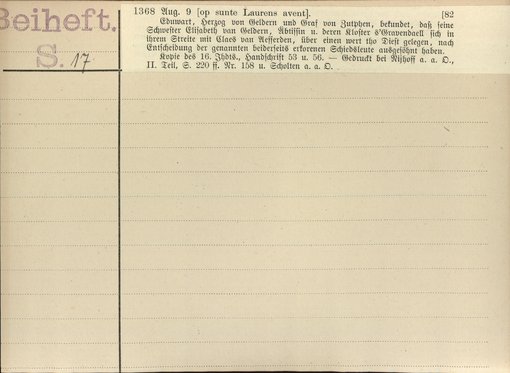 Beiheft.
S. 17
1368 Aug. 9 [op sunte Laurens avent]. [82
Eduwart, Herzog von Geldern und Graf von Zutphen, bekundet, daß seine
Schwester Elisabeth van Geldern, Äbtissin u. deren Kloster s'Gravendaell sich in
ihrem Streite mit Claes van Aefferden, über einen wert tho Diest gelegen, nach
Entscheidung der genannten beiderseits erkorenen Schiedsleute ausgesöhnt haben.
Kopie des 16. Jhdts., Handschrift 53 u. 56. — Gedruckt bei Nijhoff a. a. O.,
II. Teil, S. 220 ff. Nr. 158 u. Scholten a. a. O.